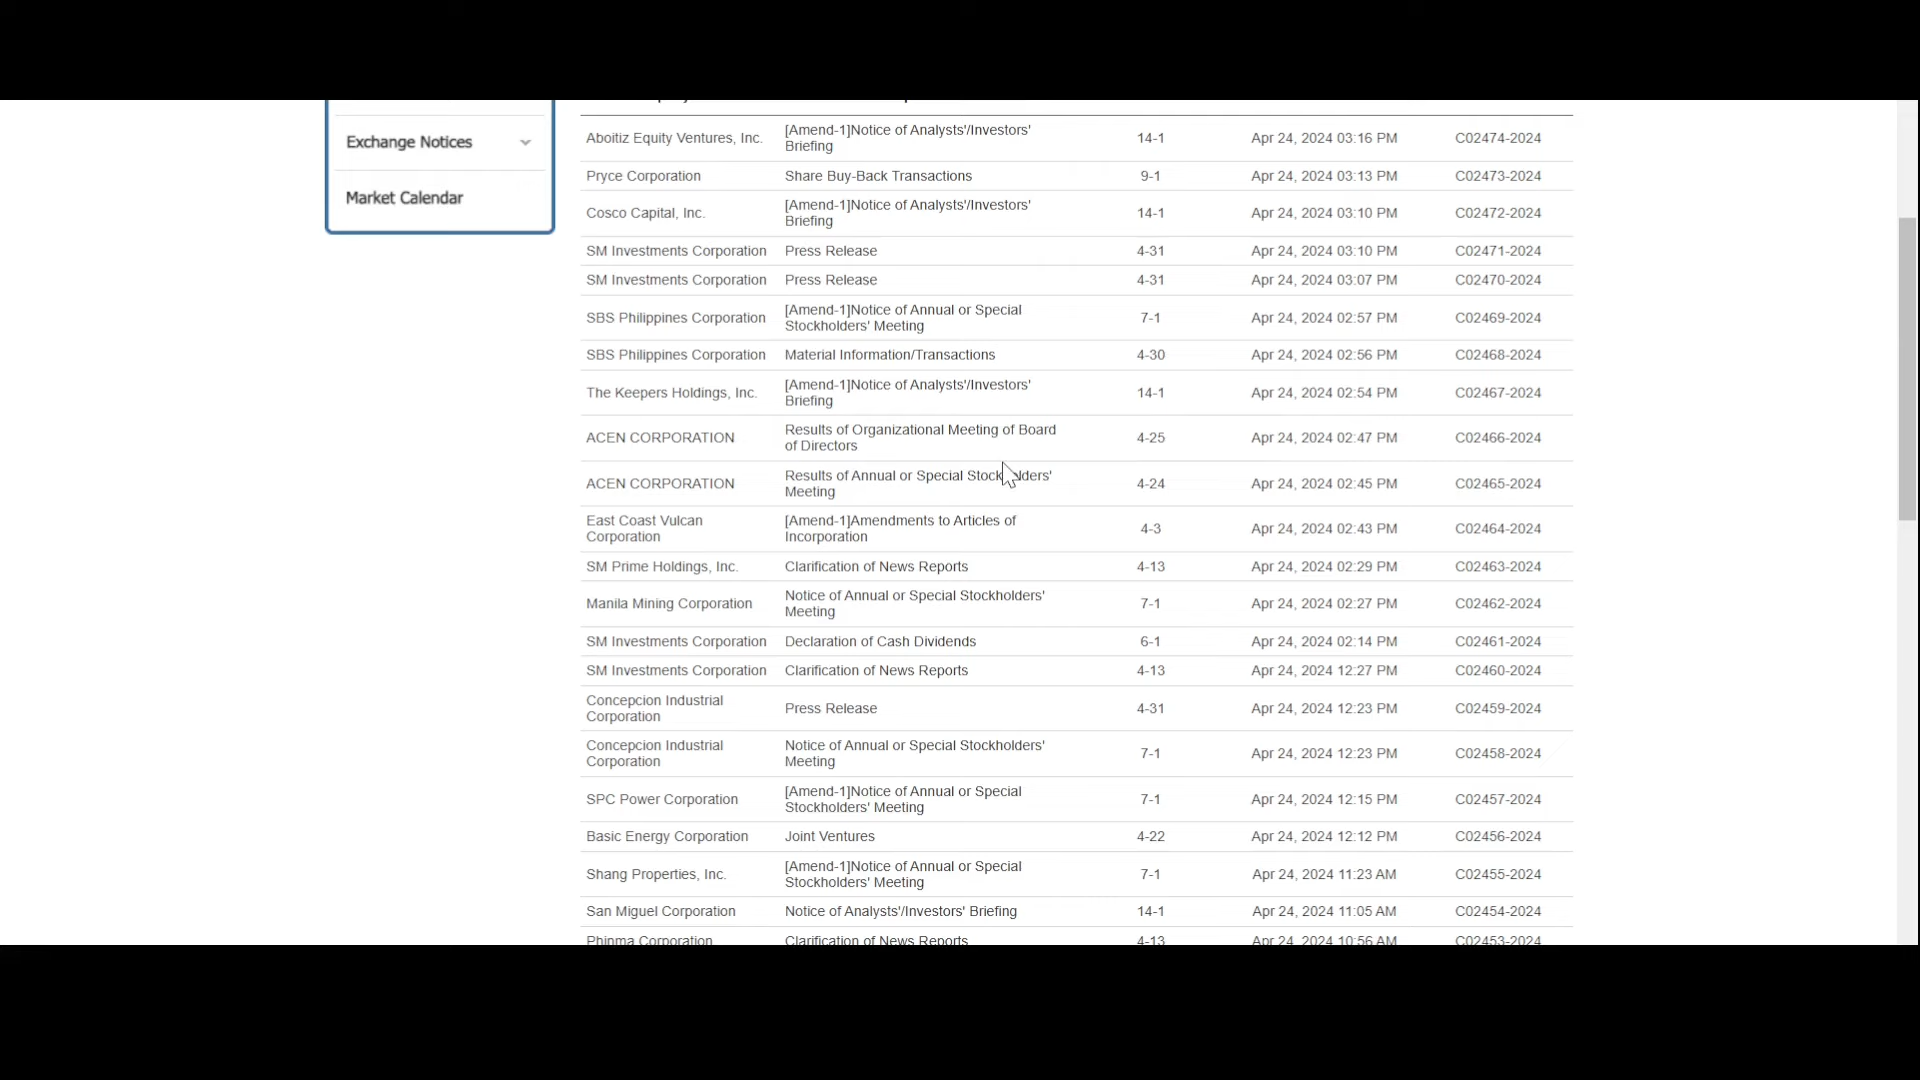 Exchange Notices
Market Calendar
Aboitiz Equity Ventures, Inc. [Amend-1]Notice of Analysts'/Investors' Briefing 14-1 Apr 24, 2024 03:16 PM C02474-2024
Pryce Corporation Share Buy-Back Transactions 9-1 Apr 24, 2024 03:13 PM C02473-2024
Cosco Capital, Inc. [Amend-1]Notice of Analysts'/Investors' Briefing 14-1 Apr 24, 2024 03:10 PM C02472-2024
SM Investments Corporation Press Release 4-31 Apr 24, 2024 03:10 PM C02471-2024
SM Investments Corporation Press Release 4-31 Apr 24, 2024 03:07 PM C02470-2024
SBS Philippines Corporation [Amend-1]Notice of Annual or Special Stockholders' Meeting 7-1 Apr 24, 2024 02:57 PM C02469-2024
SBS Philippines Corporation Material Information/Transactions 4-30 Apr 24, 2024 02:56 PM C02468-2024
The Keepers Holdings, Inc. [Amend-1]Notice of Analysts'/Investors' Briefing 14-1 Apr 24, 2024 02:54 PM C02467-2024
ACEN CORPORATION Results of Organizational Meeting of Board of Directors 4-25 Apr 24, 2024 02:47 PM C02466-2024
ACEN CORPORATION Results of Annual or Special Stockholders' Meeting 4-24 Apr 24, 2024 02:45 PM C02465-2024
East Coast Vulcan Corporation [Amend-1]Amendments to Articles of Incorporation 4-3 Apr 24, 2024 02:43 PM C02464-2024
SM Prime Holdings, Inc. Clarification of News Reports 4-13 Apr 24, 2024 02:29 PM C02463-2024
Manila Mining Corporation Notice of Annual or Special Stockholders' Meeting 7-1 Apr 24, 2024 02:27 PM C02462-2024
SM Investments Corporation Declaration of Cash Dividends 6-1 Apr 24, 2024 02:14 PM C02461-2024
SM Investments Corporation Clarification of News Reports 4-13 Apr 24, 2024 12:27 PM C02460-2024
Concepcion Industrial Corporation Press Release 4-31 Apr 24, 2024 12:23 PM C02459-2024
Concepcion Industrial Corporation Notice of Annual or Special Stockholders' Meeting 7-1 Apr 24, 2024 12:23 PM C02458-2024
SPC Power Corporation [Amend-1]Notice of Annual or Special Stockholders' Meeting 7-1 Apr 24, 2024 12:15 PM C02457-2024
Basic Energy Corporation Joint Ventures 4-22 Apr 24, 2024 12:12 PM C02456-2024
Shang Properties, Inc. [Amend-1]Notice of Annual or Special Stockholders' Meeting 7-1 Apr 24, 2024 11:23 AM C02455-2024
San Miguel Corporation Notice of Analysts'/Investors' Briefing 14-1 Apr 24, 2024 11:05 AM C02454-2024
Phinma Corporation Clarification of News Reports 4-13 Apr 24, 2024 10:56 AM C02453-2024